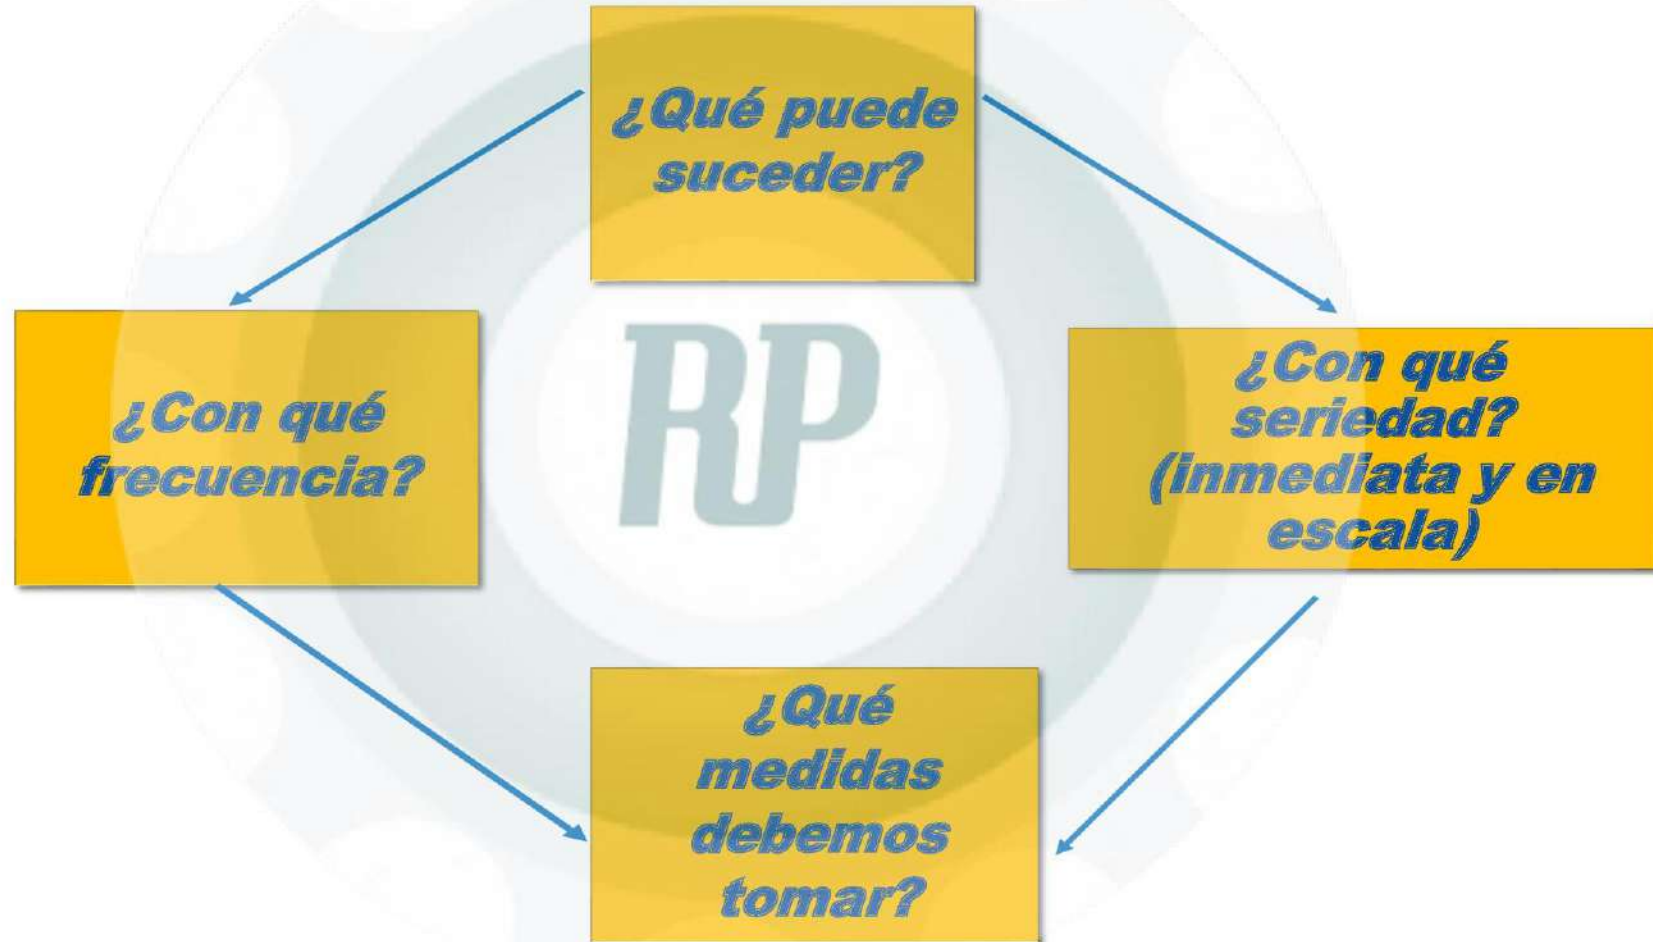 ¿Qué puede
suceder?
¿Con qué
frecuencia?
RP
¿Con qué
seriedad?
(inmediata y en
escala)
¿Qué
medidas
debemos
tomar?